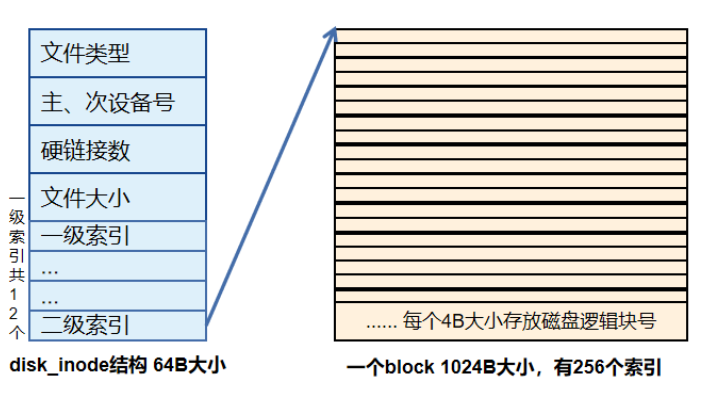 文件类型
主、次设备号
硬链接数
文件大小
一级索引
...
...
二级索引
一级索引共12个
disk_inode结构 64B大小
...... 每个4B大小存放磁盘逻辑块号
一个block 1024B大小，有256个索引